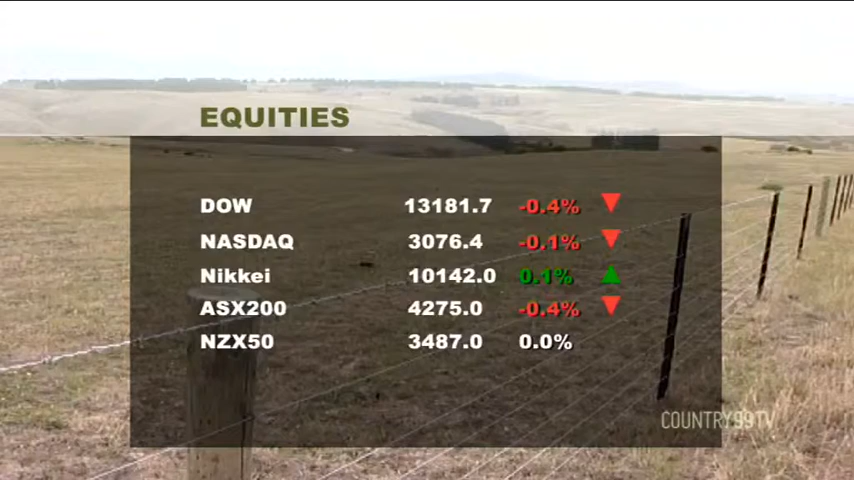 EQUITIES
DOW 13181.7 -0.4% ▼
NASDAQ 3076.4 -0.1% ▼
Nikkei 10142.0 0.1% ▲
ASX200 4275.0 -0.4% ▼
NZX50 3487.0 0.0%
COUNTRY99TV